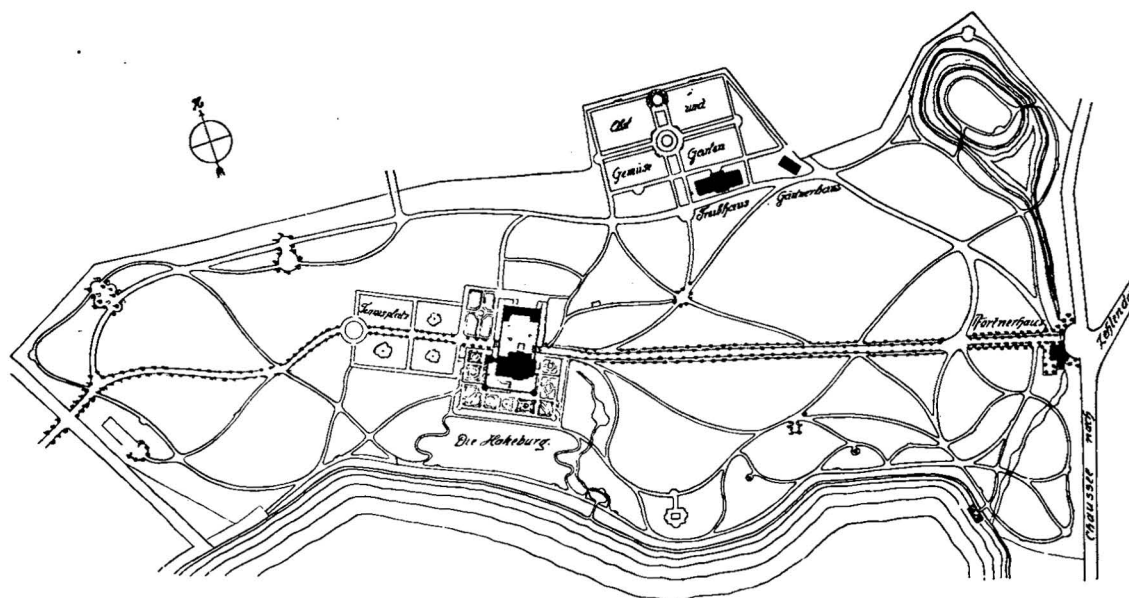 N
Obst
und
Gemüse
Garten
Treibhaus
Gärtnerhaus
Tennisplatz
Pförtnerhaus
Die Hakeburg.
Chaussee nach